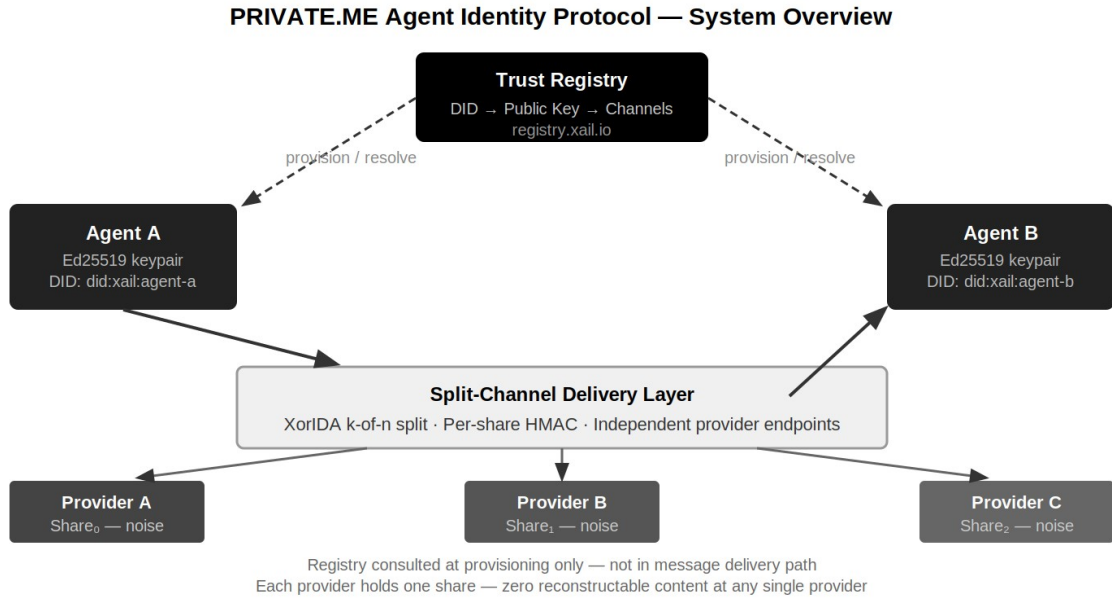 PRIVATE.ME Agent Identity Protocol — System Overview
Trust Registry
DID → Public Key → Channels
registry.xail.io
provision / resolve
provision / resolve
Agent A
Ed25519 keypair
DID: did:xail:agent-a
Agent B
Ed25519 keypair
DID: did:xail:agent-b
Split-Channel Delivery Layer
XorIDA k-of-n split · Per-share HMAC · Independent provider endpoints
Provider A
Share₀ — noise
Provider B
Share₁ — noise
Provider C
Share₂ — noise
Registry consulted at provisioning only — not in message delivery path
Each provider holds one share — zero reconstructable content at any single provider